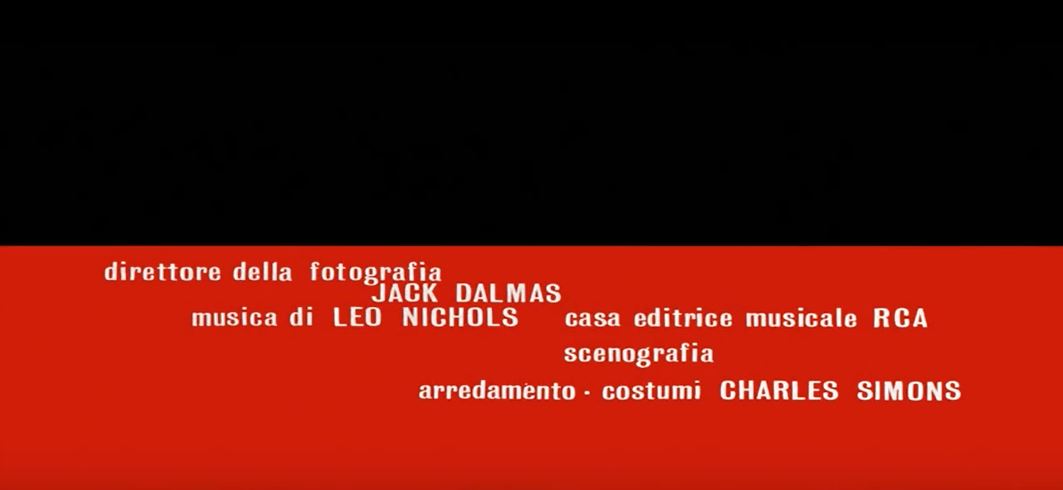 direttore della fotografia
JACK DALMAS
musica di LEO NICHOLS casa editrice musicale RCA
scenografia
arredamento · costumi CHARLES SIMONS